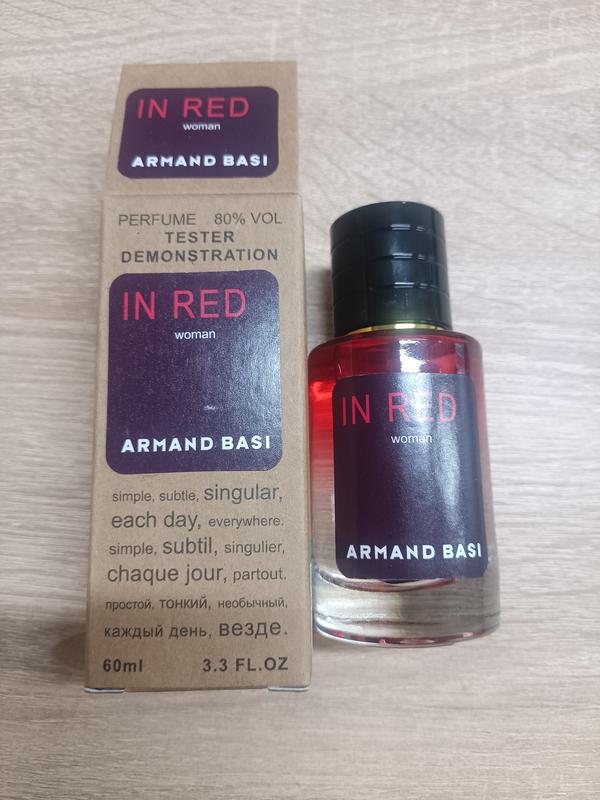 IN RED
woman
ARMAND BASI
PERFUME 80% VOL
TESTER
DEMONSTRATION
IN RED
woman
ARMAND BASI
simple, subtle, singular,
each day, everywhere.
simple, subtil, singulier,
chaque jour, partout.
простой, тонкий, необычный,
каждый день, везде.
60ml 3.3 FL.OZ
IN RED
woman
ARMAND BASI